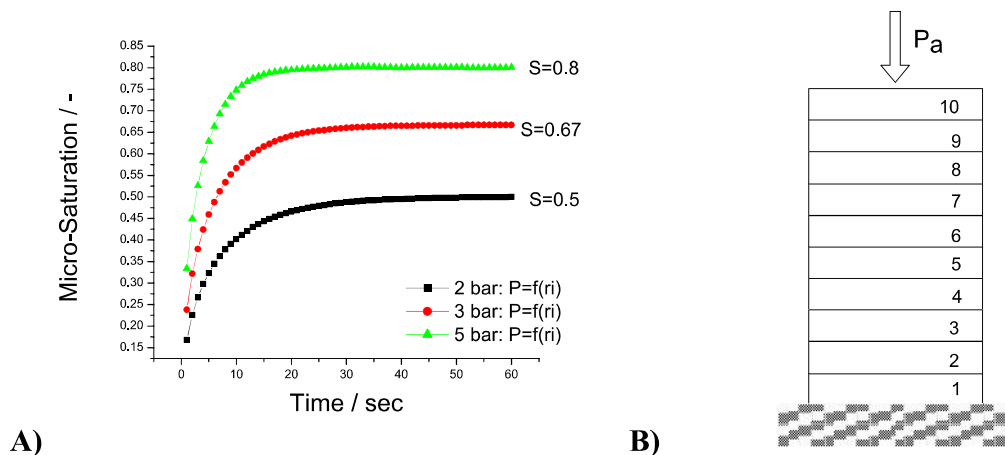 Micro-Saturation / -
0.85
0.80
0.75
0.70
0.65
0.60
0.55
0.50
0.45
0.40
0.35
0.30
0.25
0.20
0.15
S=0.8
S=0.67
S=0.5
2 bar: P=f(ri)
3 bar: P=f(ri)
5 bar: P=f(ri)
0 10 20 30 40 50 60
Time / sec
A)
Pa
10
9
8
7
6
5
4
3
2
1
B)